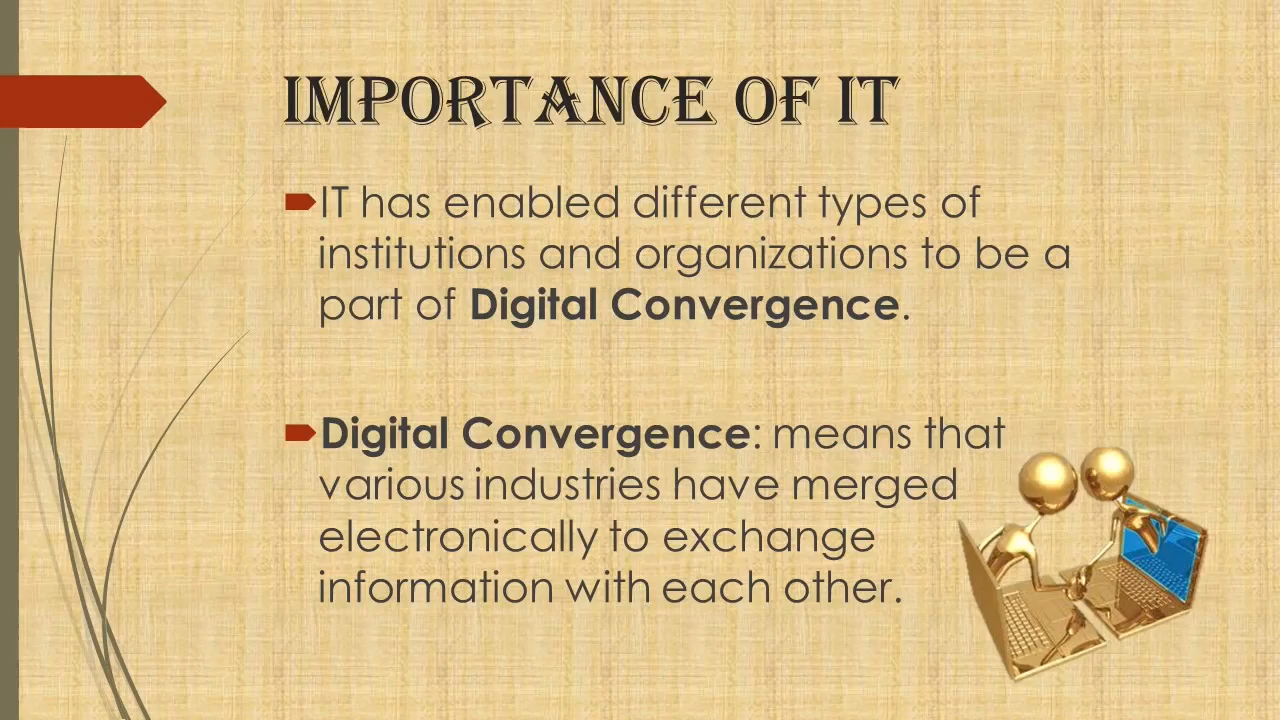 IMPORTANCE OF IT
IT has enabled different types of
institutions and organizations to be a
part of Digital Convergence.
Digital Convergence: means that
various industries have merged
electronically to exchange
information with each other.